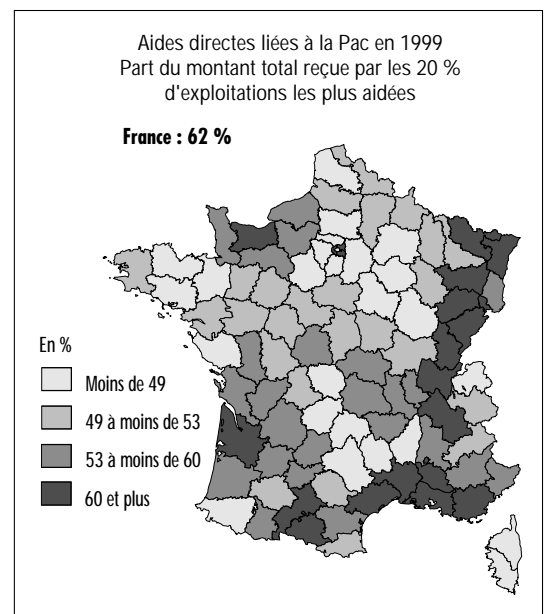 Aides directes liées à la Pac en 1999
Part du montant total reçue par les 20 %
d'exploitations les plus aidées
France : 62 %
En %
Moins de 49
49 à moins de 53
53 à moins de 60
60 et plus